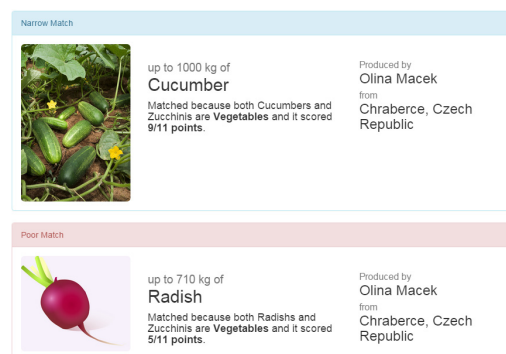 Narrow Match
up to 1000 kg of
Cucumber
Matched because both Cucumbers and
Zucchinis are Vegetables and it scored
9/11 points.
Produced by
Olina Macek
from
Chraberce, Czech
Republic
Poor Match
up to 710 kg of
Radish
Matched because both Radishs and
Zucchinis are Vegetables and it scored
5/11 points.
Produced by
Olina Macek
from
Chraberce, Czech
Republic